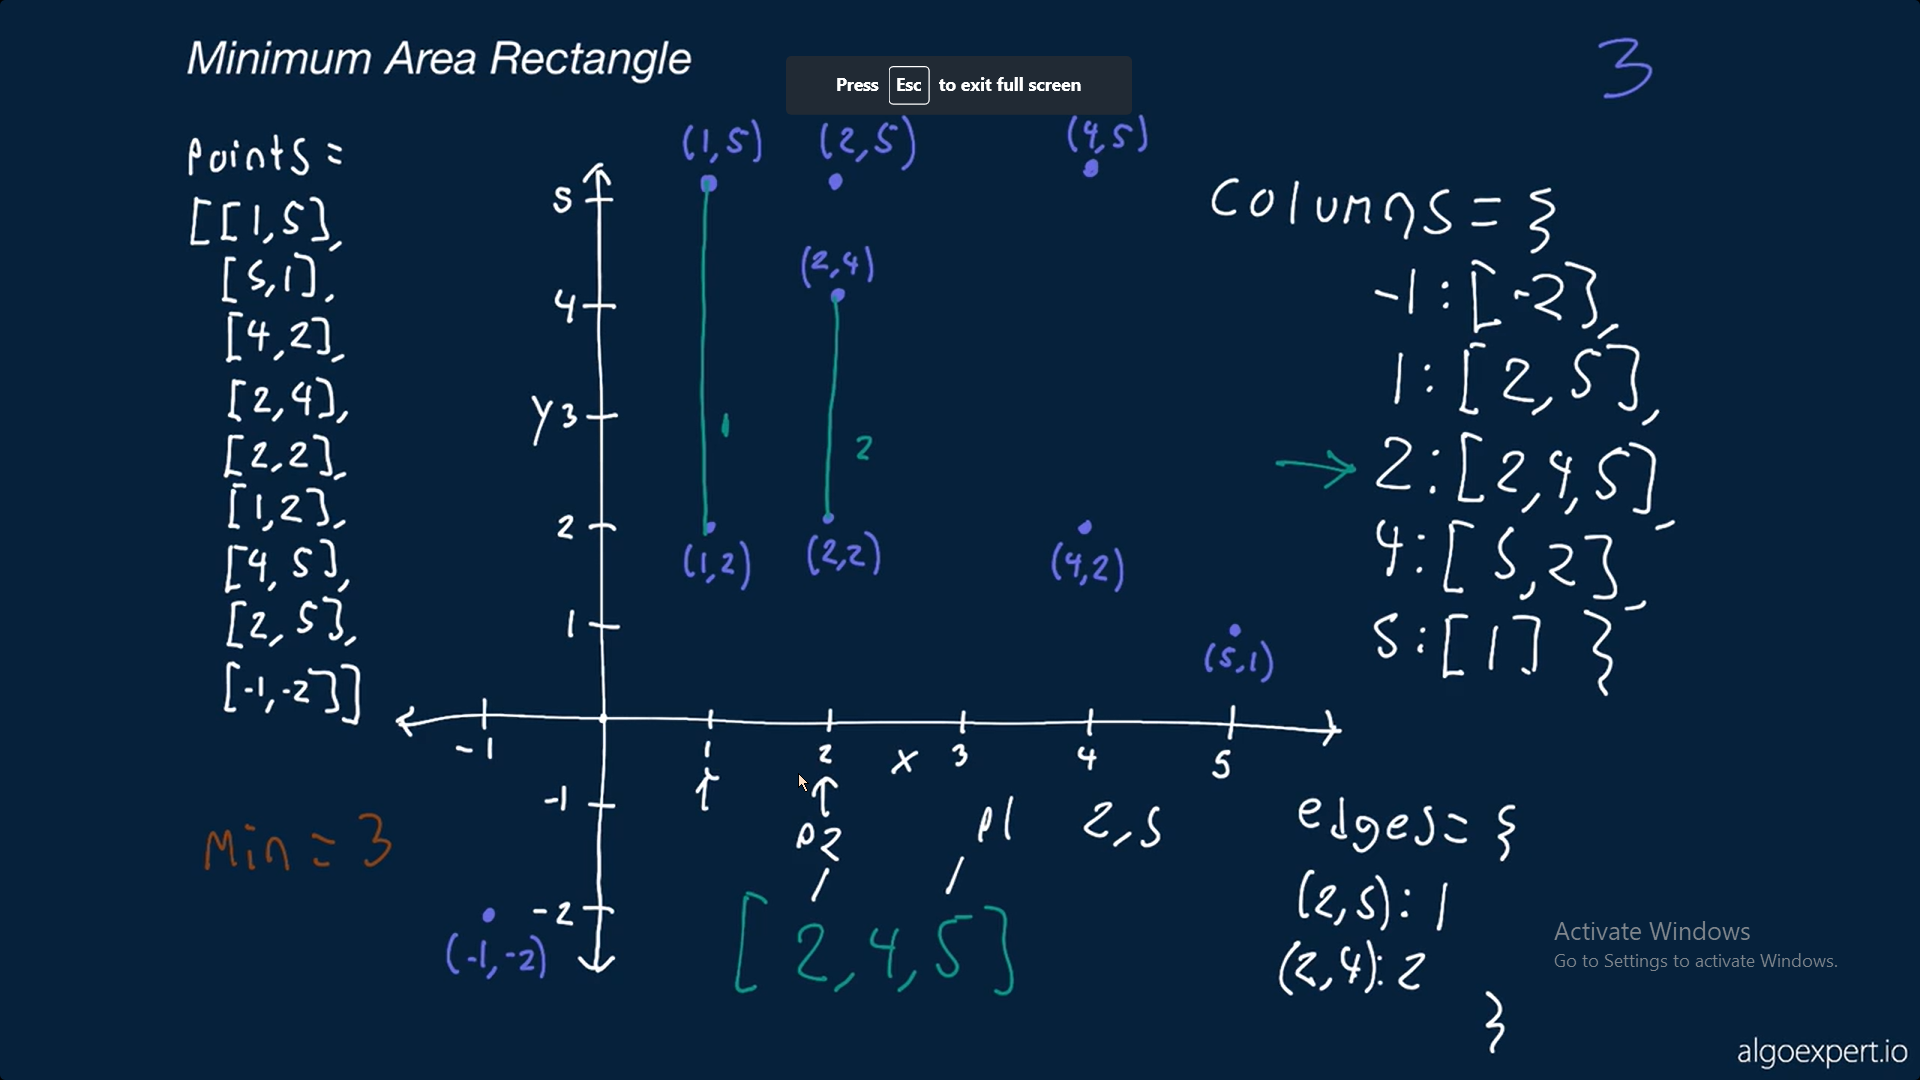 Minimum Area Rectangle
Press Esc to exit full screen
3
points =
[[1,5],
[5,1],
[4,2],
[2,4],
[2,2],
[1,2],
[4,5],
[2,5],
[-1,-2]]
(1,5) (2,5) (4,5)
5
(2,4)
4
y 3
1
2
2
(1,2) (2,2) (4,2)
1
(5,1)
-1 1 2 x 3 4 5
-1
p2
p1 2,5
-2
(-1,-2)
[2,4,5]
Min = 3
Columns = {
-1:[-2],
1:[2,5],
2:[2,4,5],
4:[5,2],
5:[1] }
edges = {
(2,5): 1
(2,4): 2
}
Activate Windows
Go to Settings to activate Windows.
algoexpert.io